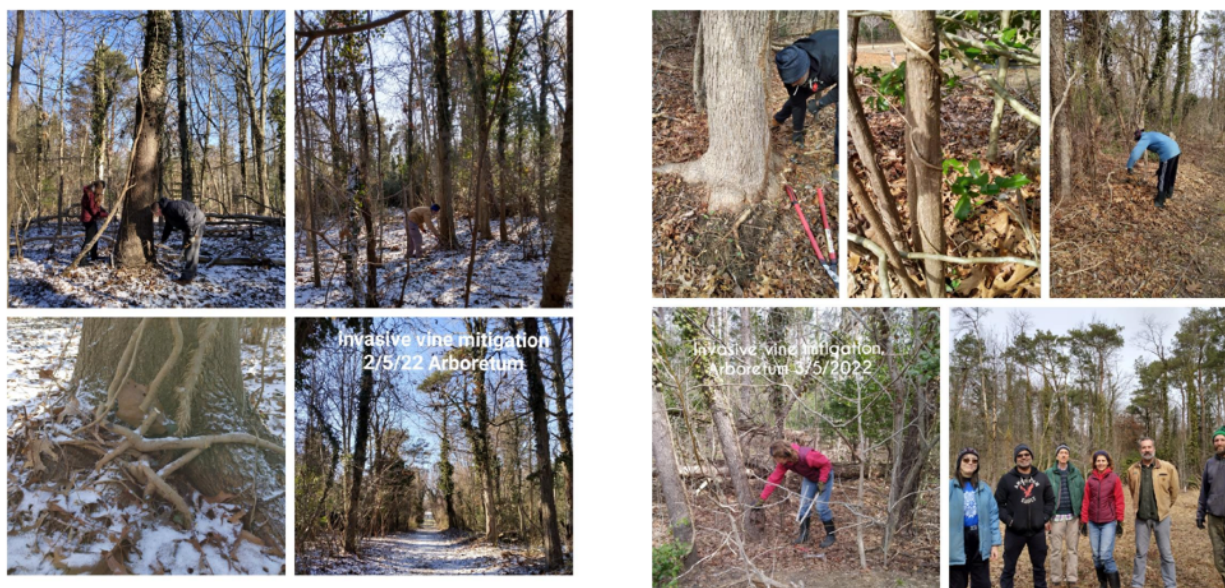 Invasive vine mitigation
2/5/22 Arboretum
Invasive vine mitigation,
Arboretum 3/5/2022